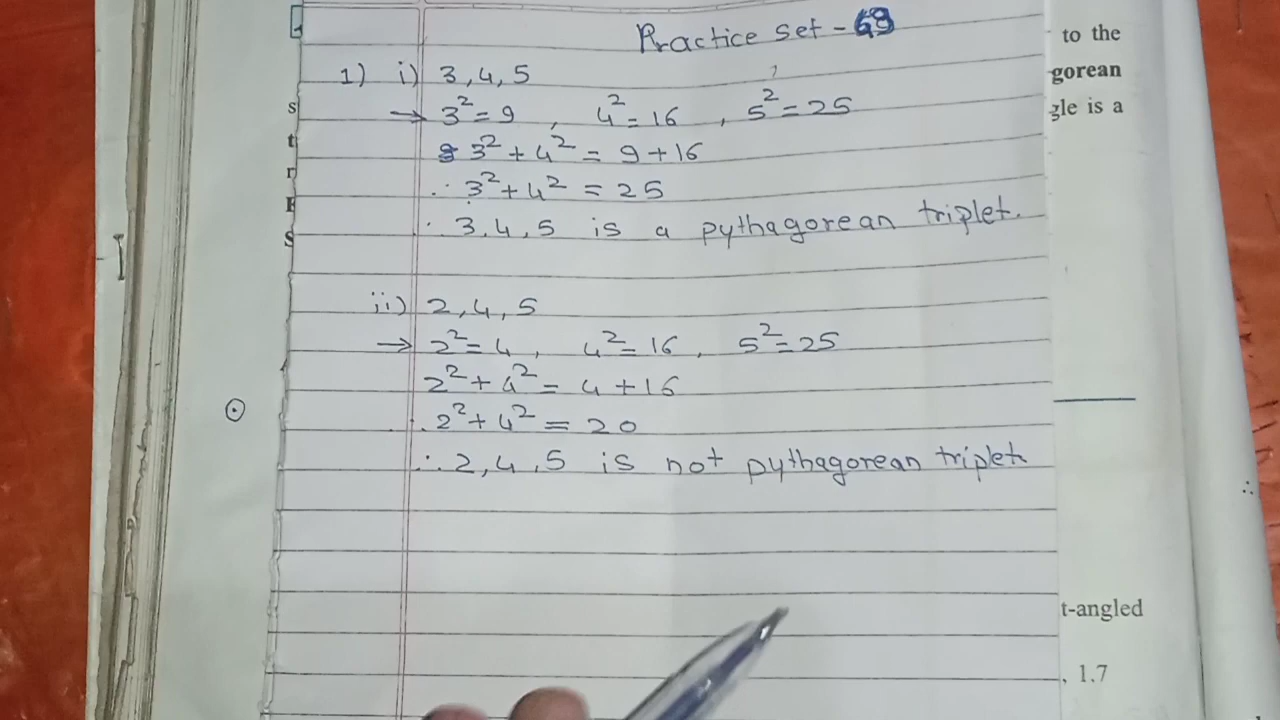 Practice set - 49
1) i) 3,4,5
→ 3² = 9 , 4² = 16 , 5² = 25
3² + 4² = 9 + 16
∴ 3² + 4² = 25
∴ 3,4,5 is a pythagorean triplet.
ii) 2,4,5
→ 2² = 4 , 4² = 16 , 5² = 25
2² + 4² = 4 + 16
∴ 2² + 4² = 20
∴ 2,4,5 is not pythagorean triplet.
to the
gorean
gle is a
t-angled
, 1.7
∴
s
t
r
S